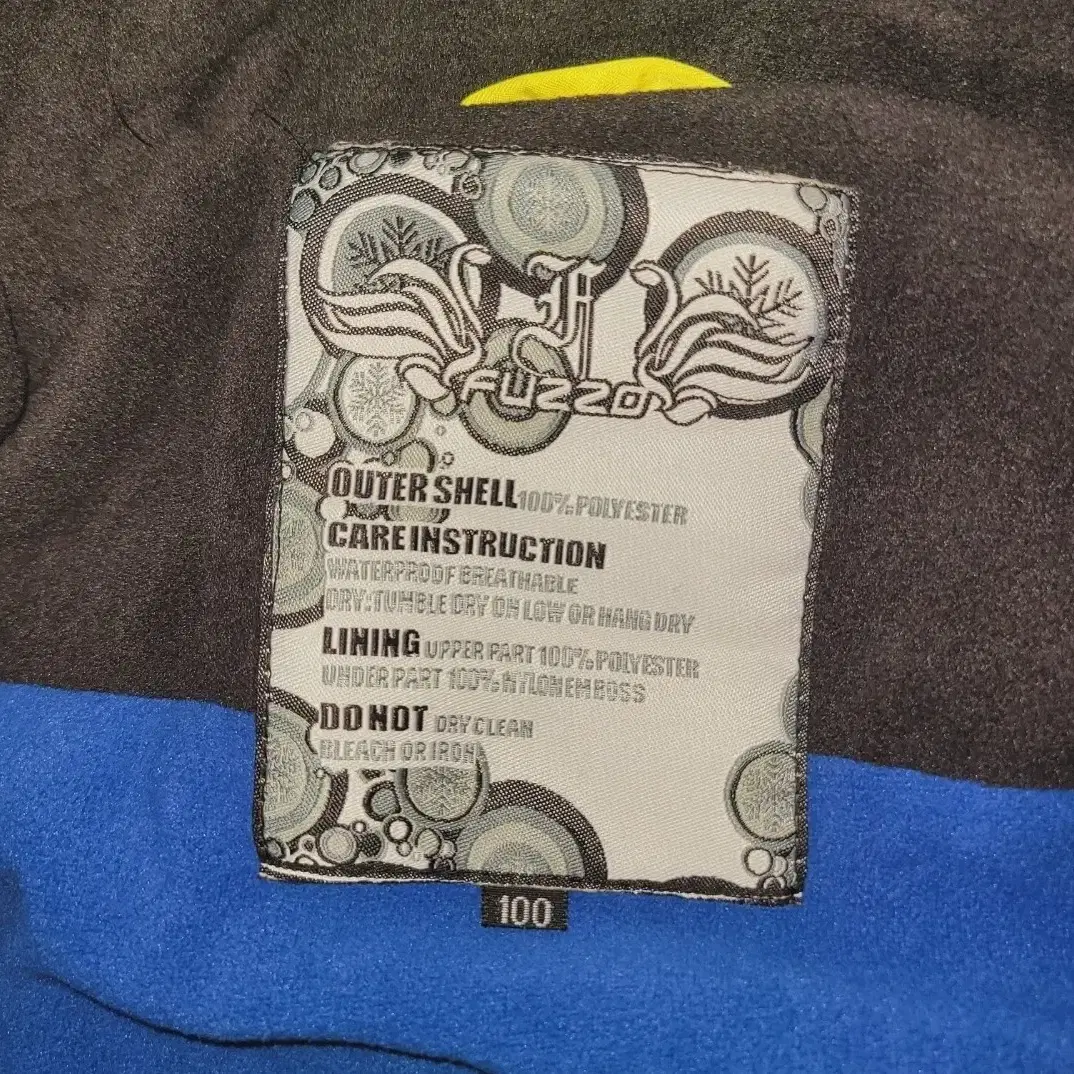 F
FUZZO
OUTER SHELL 100% POLYESTER
CARE INSTRUCTION
WATERPROOF BREATHABLE
DRY:TUMBLE DRY ON LOW OR HANG DRY
LINING UPPER PART 100% POLYESTER
UNDER PART 100% NYLON EMBOSS
DO NOT DRY CLEAN
BLEACH OR IRON
100